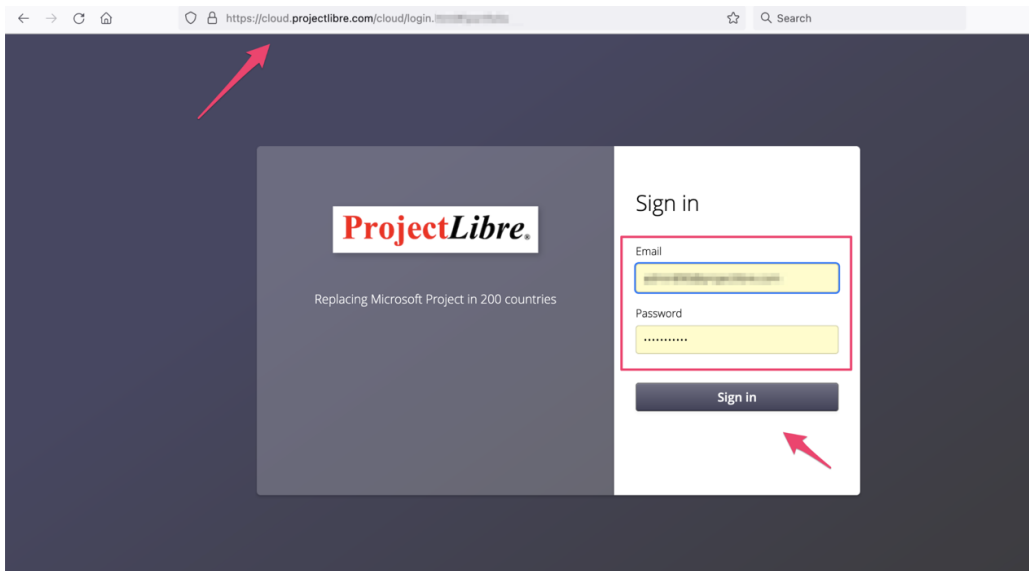 https://cloud.projectlibre.com/cloud/login.
Search
ProjectLibre®
Replacing Microsoft Project in 200 countries
Sign in
Email
Password
Sign in